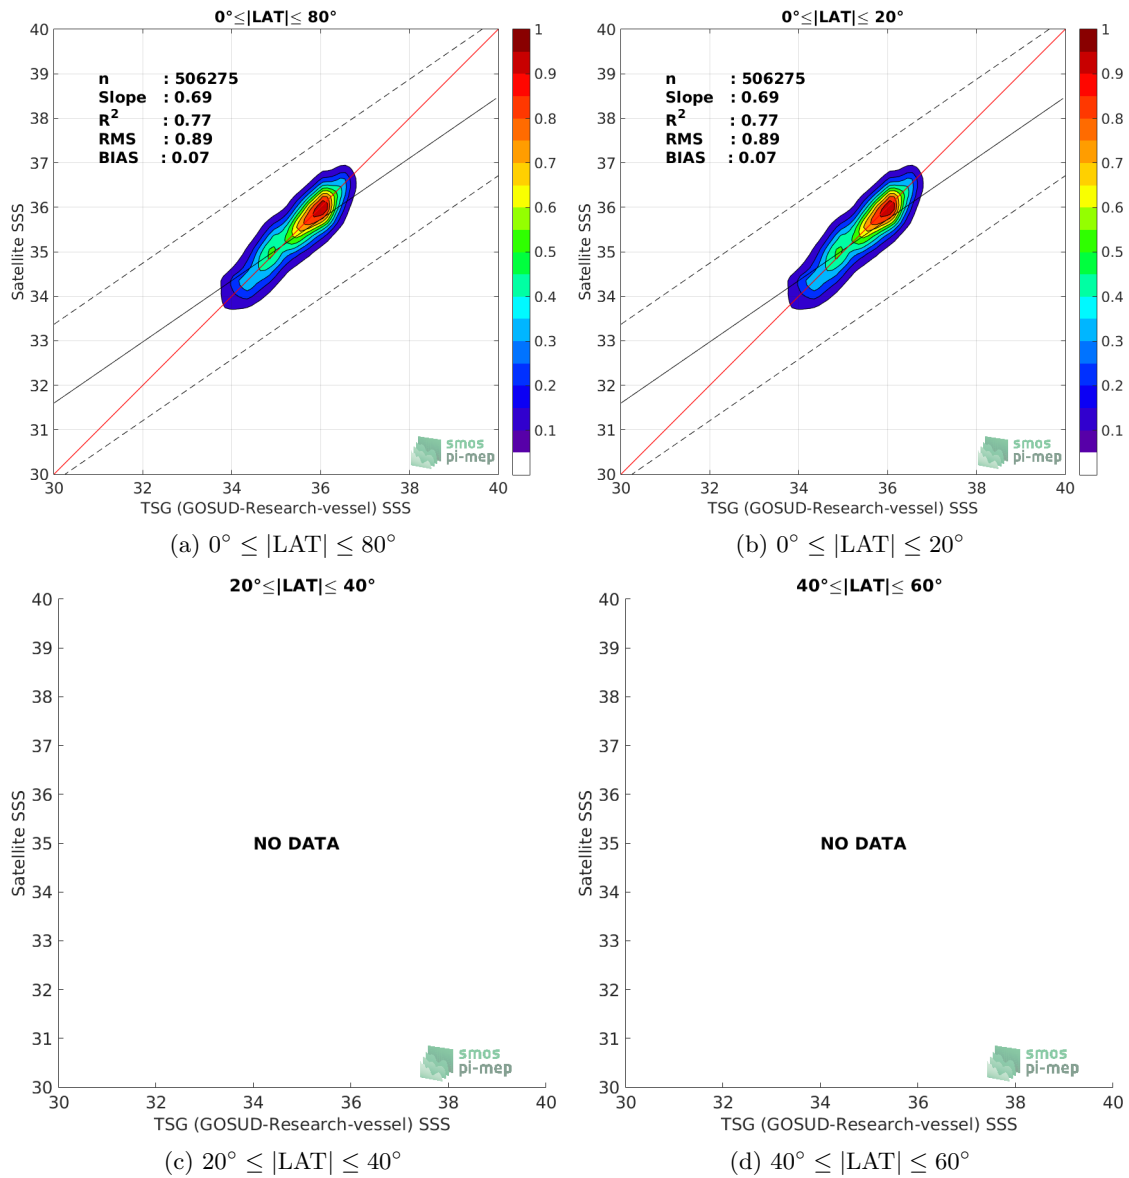 0°≤|LAT|≤ 80°
40
39
38
37
36
35
34
33
32
31
30
Satellite SSS
n : 506275
Slope : 0.69
R2 : 0.77
RMS : 0.89
BIAS : 0.07
smos
pi-mep
30 32 34 36 38 40
TSG (GOSUD-Research-vessel) SSS
1
0.9
0.8
0.7
0.6
0.5
0.4
0.3
0.2
0.1
(a) 0° ≤ |LAT| ≤ 80°
0°≤|LAT|≤ 20°
40
39
38
37
36
35
34
33
32
31
30
Satellite SSS
n : 506275
Slope : 0.69
R2 : 0.77
RMS : 0.89
BIAS : 0.07
smos
pi-mep
30 32 34 36 38 40
TSG (GOSUD-Research-vessel) SSS
1
0.9
0.8
0.7
0.6
0.5
0.4
0.3
0.2
0.1
(b) 0° ≤ |LAT| ≤ 20°
20°≤|LAT|≤ 40°
40
39
38
37
36
35
34
33
32
31
30
Satellite SSS
NO DATA
smos
pi-mep
30 32 34 36 38 40
TSG (GOSUD-Research-vessel) SSS
(c) 20° ≤ |LAT| ≤ 40°
40°≤|LAT|≤ 60°
40
39
38
37
36
35
34
33
32
31
30
Satellite SSS
NO DATA
smos
pi-mep
30 32 34 36 38 40
TSG (GOSUD-Research-vessel) SSS
(d) 40° ≤ |LAT| ≤ 60°